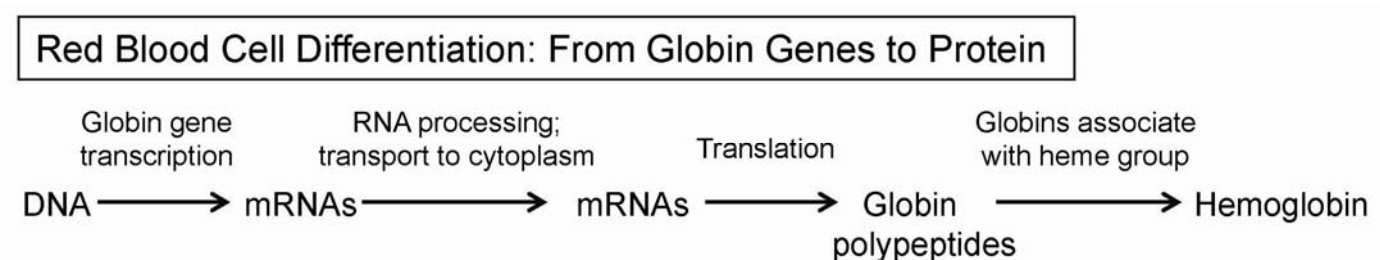 Red Blood Cell Differentiation: From Globin Genes to Protein
Globin gene
transcription
RNA processing;
transport to cytoplasm
Translation
Globins associate
with heme group
DNA
mRNAs
mRNAs
Globin
polypeptides
Hemoglobin